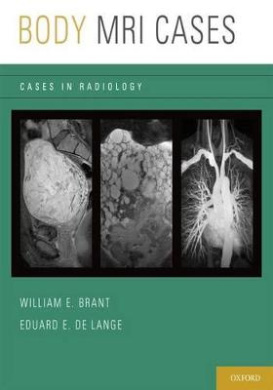 BODY MRI CASES
CASES IN RADIOLOGY
WILLIAM E. BRANT
EDUARD E. DE LANGE
OXFORD